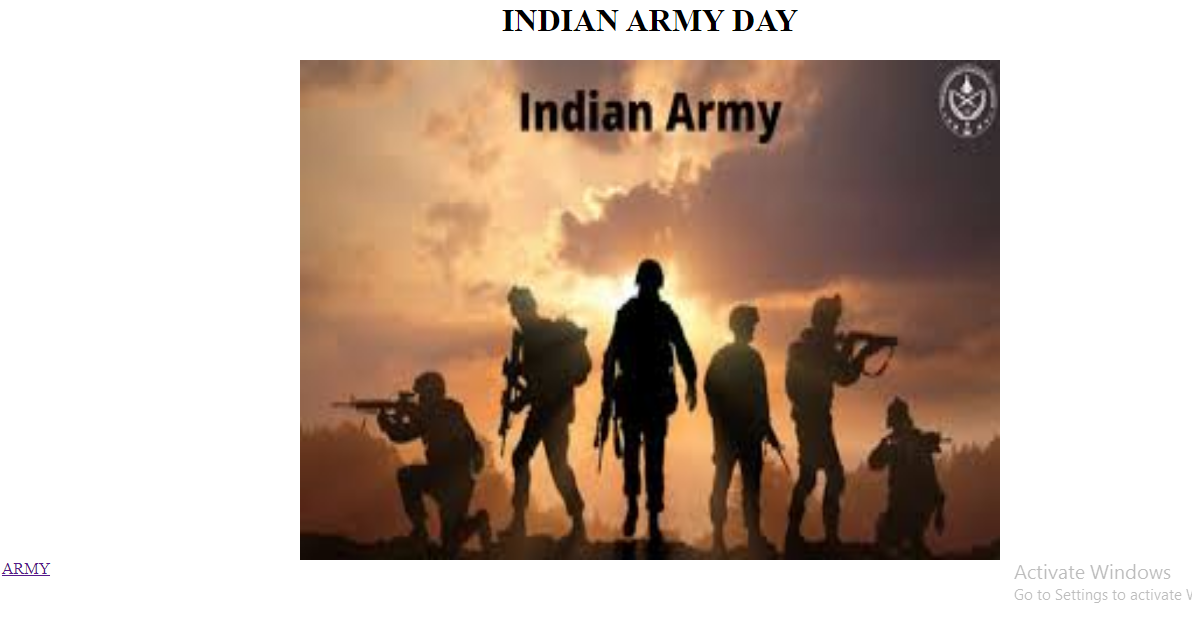 INDIAN ARMY DAY
Indian Army
ARMY
Activate Windows
Go to Settings to activate W